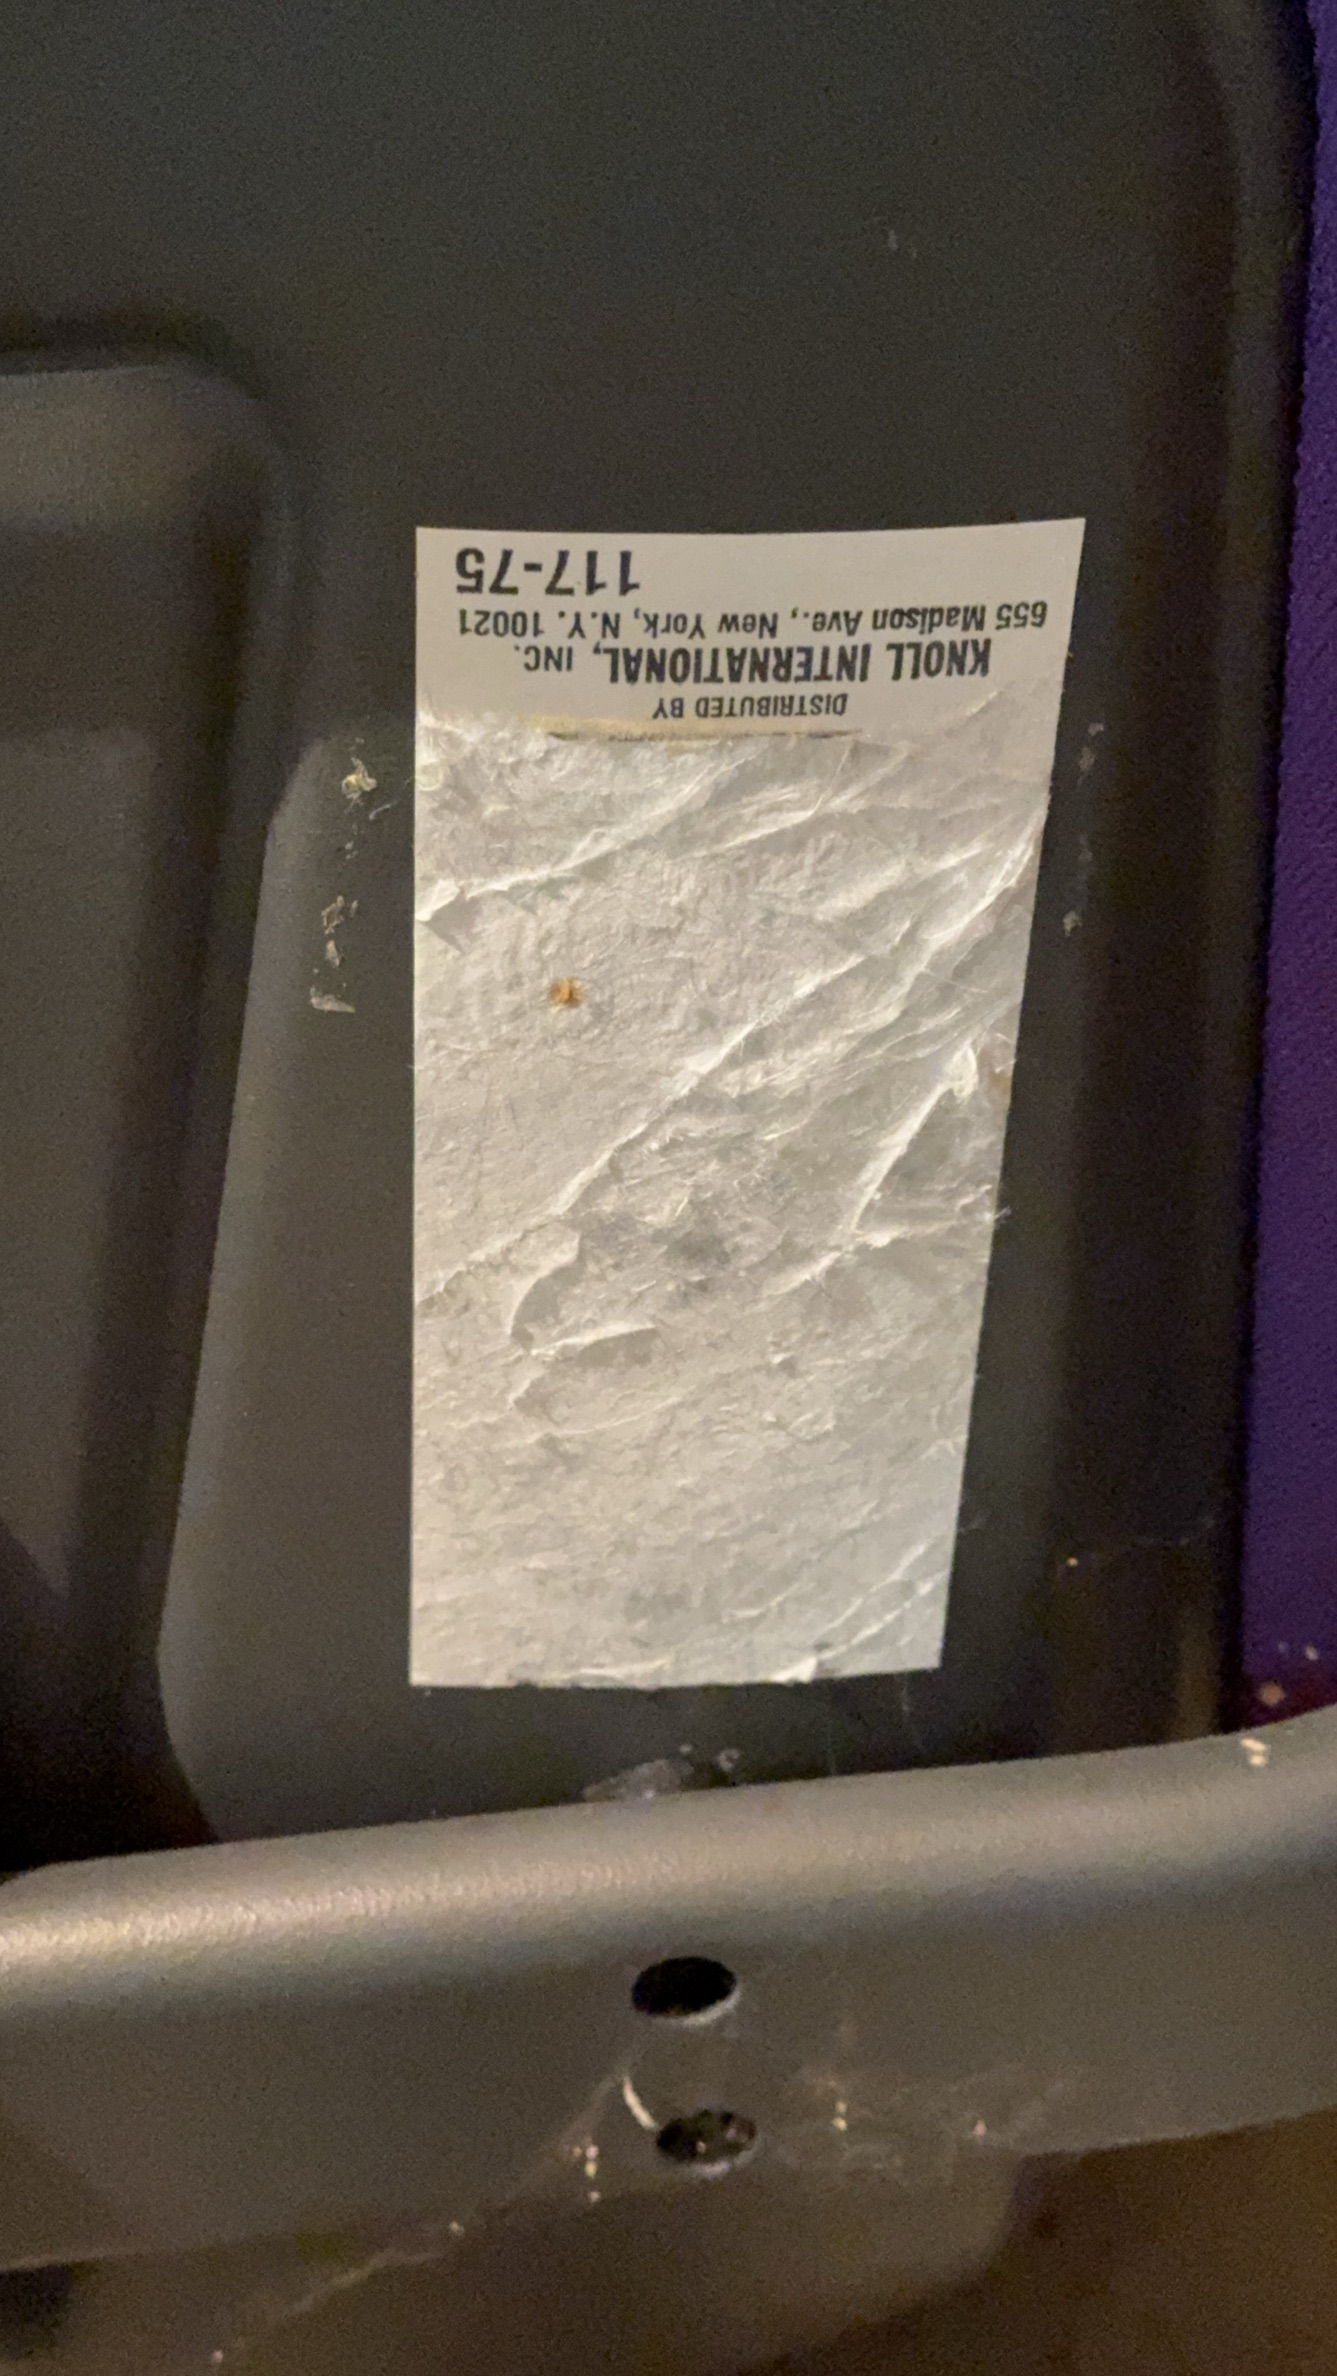 DISTRIBUTED BY
KNOLL INTERNATIONAL, INC.
655 Madison Ave., New York, N.Y. 10021
117-75